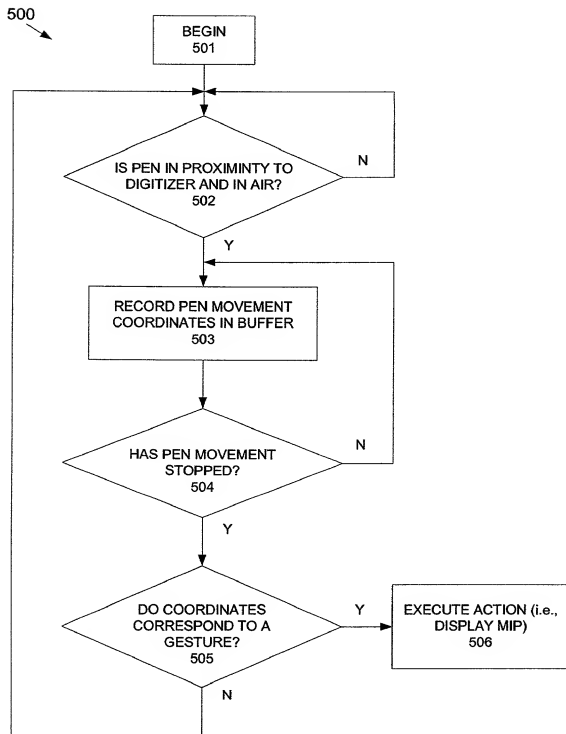 500
BEGIN
501
IS PEN IN PROXIMINTY TO
DIGITIZER AND IN AIR?
502
N
Y
RECORD PEN MOVEMENT
COORDINATES IN BUFFER
503
HAS PEN MOVEMENT
STOPPED?
504
N
Y
DO COORDINATES
CORRESPOND TO A
GESTURE?
505
Y
EXECUTE ACTION (i.e.,
DISPLAY MIP)
506
N